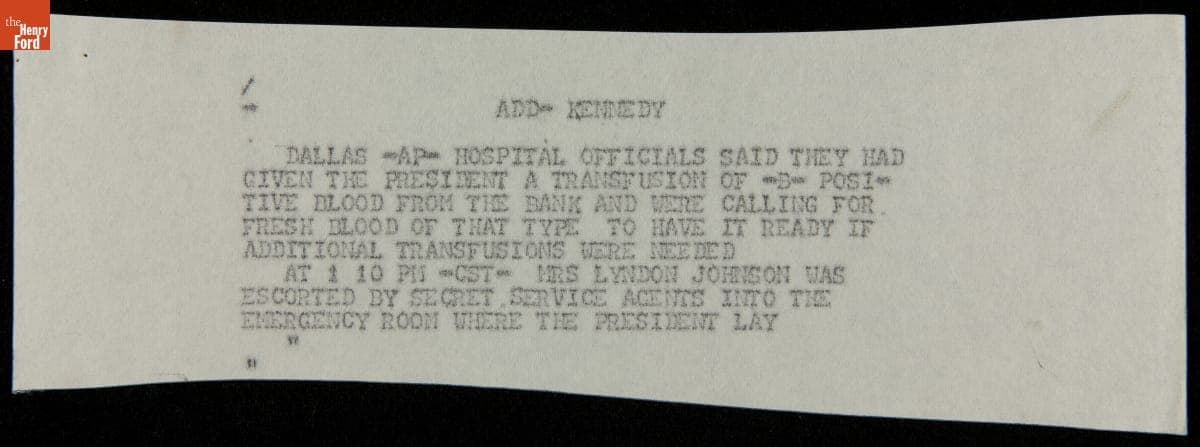 the
Henry
Ford
/
-
ADD- KENNEDY
DALLAS -AP- HOSPITAL OFFICIALS SAID THEY HAD
GIVEN THE PRESIDENT A TRANSFUSION OF -B- POSI-
TIVE BLOOD FROM THE BANK AND WERE CALLING FOR
FRESH BLOOD OF THAT TYPE TO HAVE IT READY IF
ADDITIONAL TRANSFUSIONS WERE NEEDED
AT 1 10 PM -CST- MRS LYNDON JOHNSON WAS
ESCORTED BY SECRET SERVICE AGENTS INTO THE
EMERGENCY ROOM WHERE THE PRESIDENT LAY
"
"